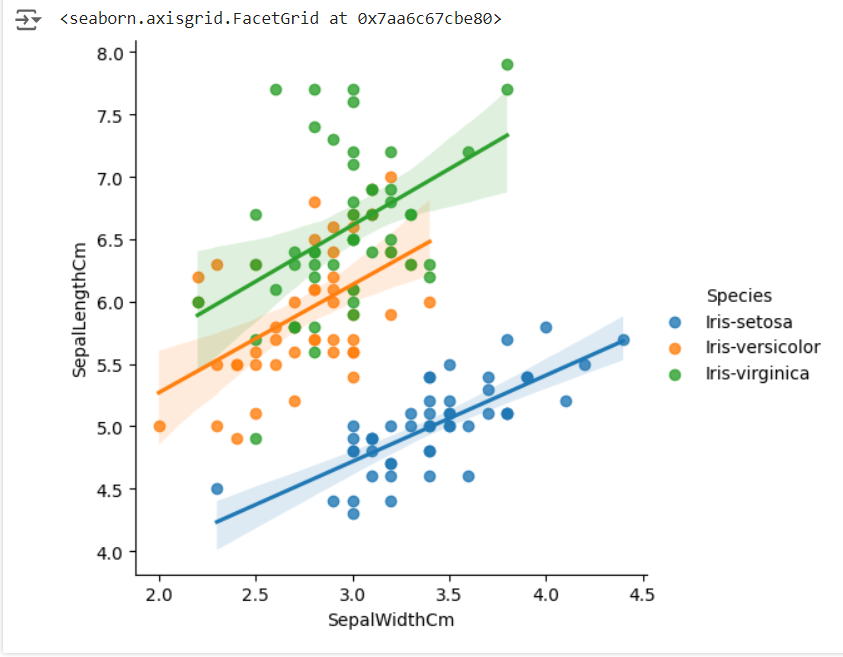 <seaborn.axisgrid.FacetGrid at 0x7aa6c67cbe80>
8.0
7.5
7.0
6.5
6.0
5.5
5.0
4.5
4.0
SepalLengthCm
2.0 2.5 3.0 3.5 4.0 4.5
SepalWidthCm
Species
Iris-setosa
Iris-versicolor
Iris-virginica